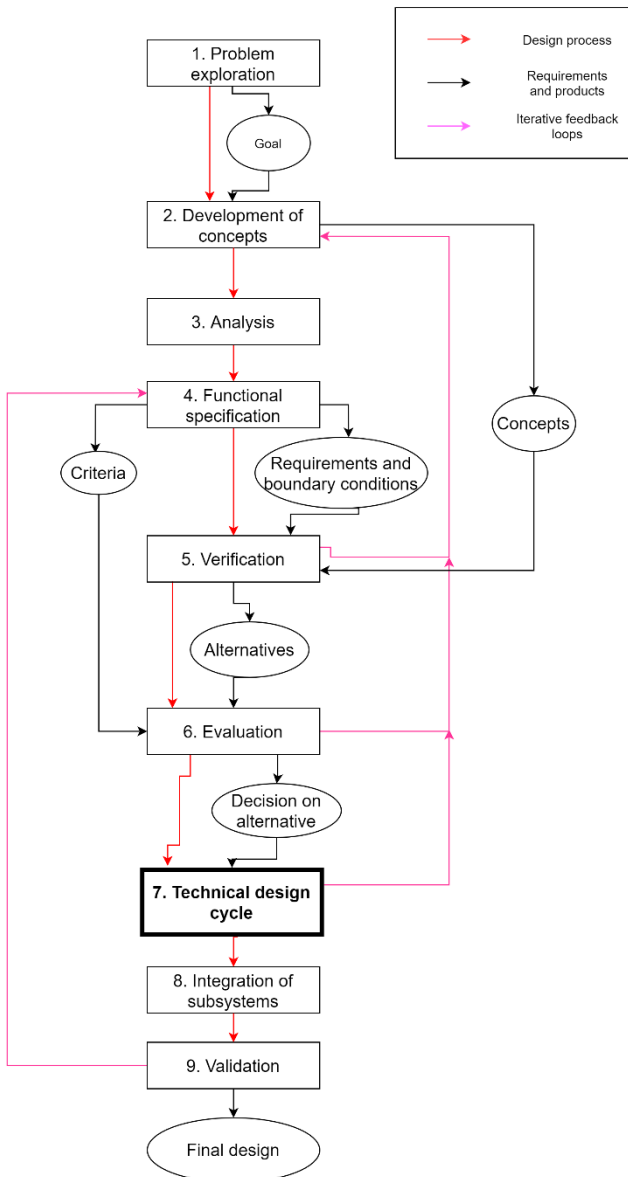 1. Problem
exploration
Design process
Requirements
and products
Iterative feedback
loops
Goal
2. Development of
concepts
3. Analysis
4. Functional
specification
Concepts
Criteria
Requirements and
boundary conditions
5. Verification
Alternatives
6. Evaluation
Decision on
alternative
7. Technical design
cycle
8. Integration of
subsystems
9. Validation
Final design